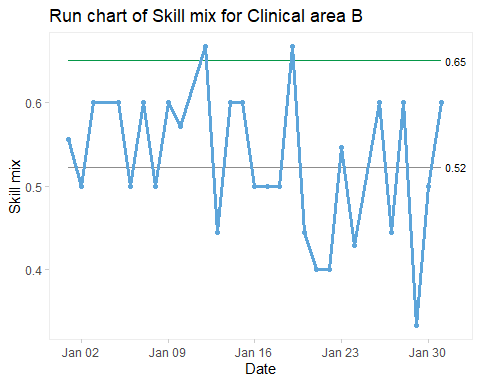 Run chart of Skill mix for Clinical area B
0.65
0.6
0.52
0.5
0.4
Skill mix
Jan 02 Jan 09 Jan 16 Jan 23 Jan 30
Date